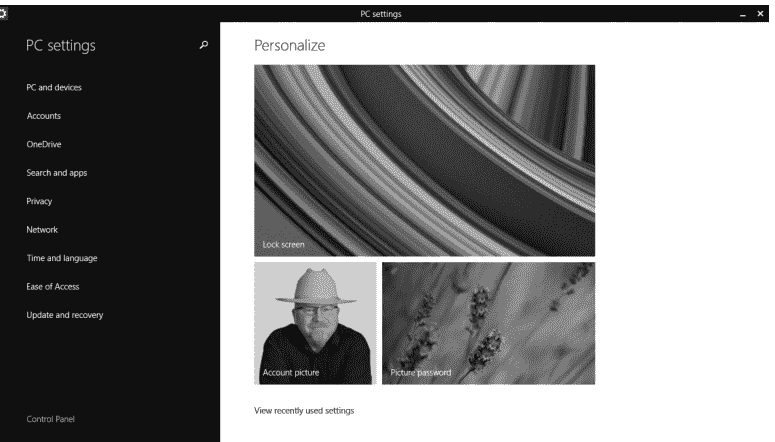 PC settings
PC settings
PC and devices
Accounts
OneDrive
Search and apps
Privacy
Network
Time and language
Ease of Access
Update and recovery
Control Panel
Personalize
Lock screen
Account picture
Picture password
View recently used settings